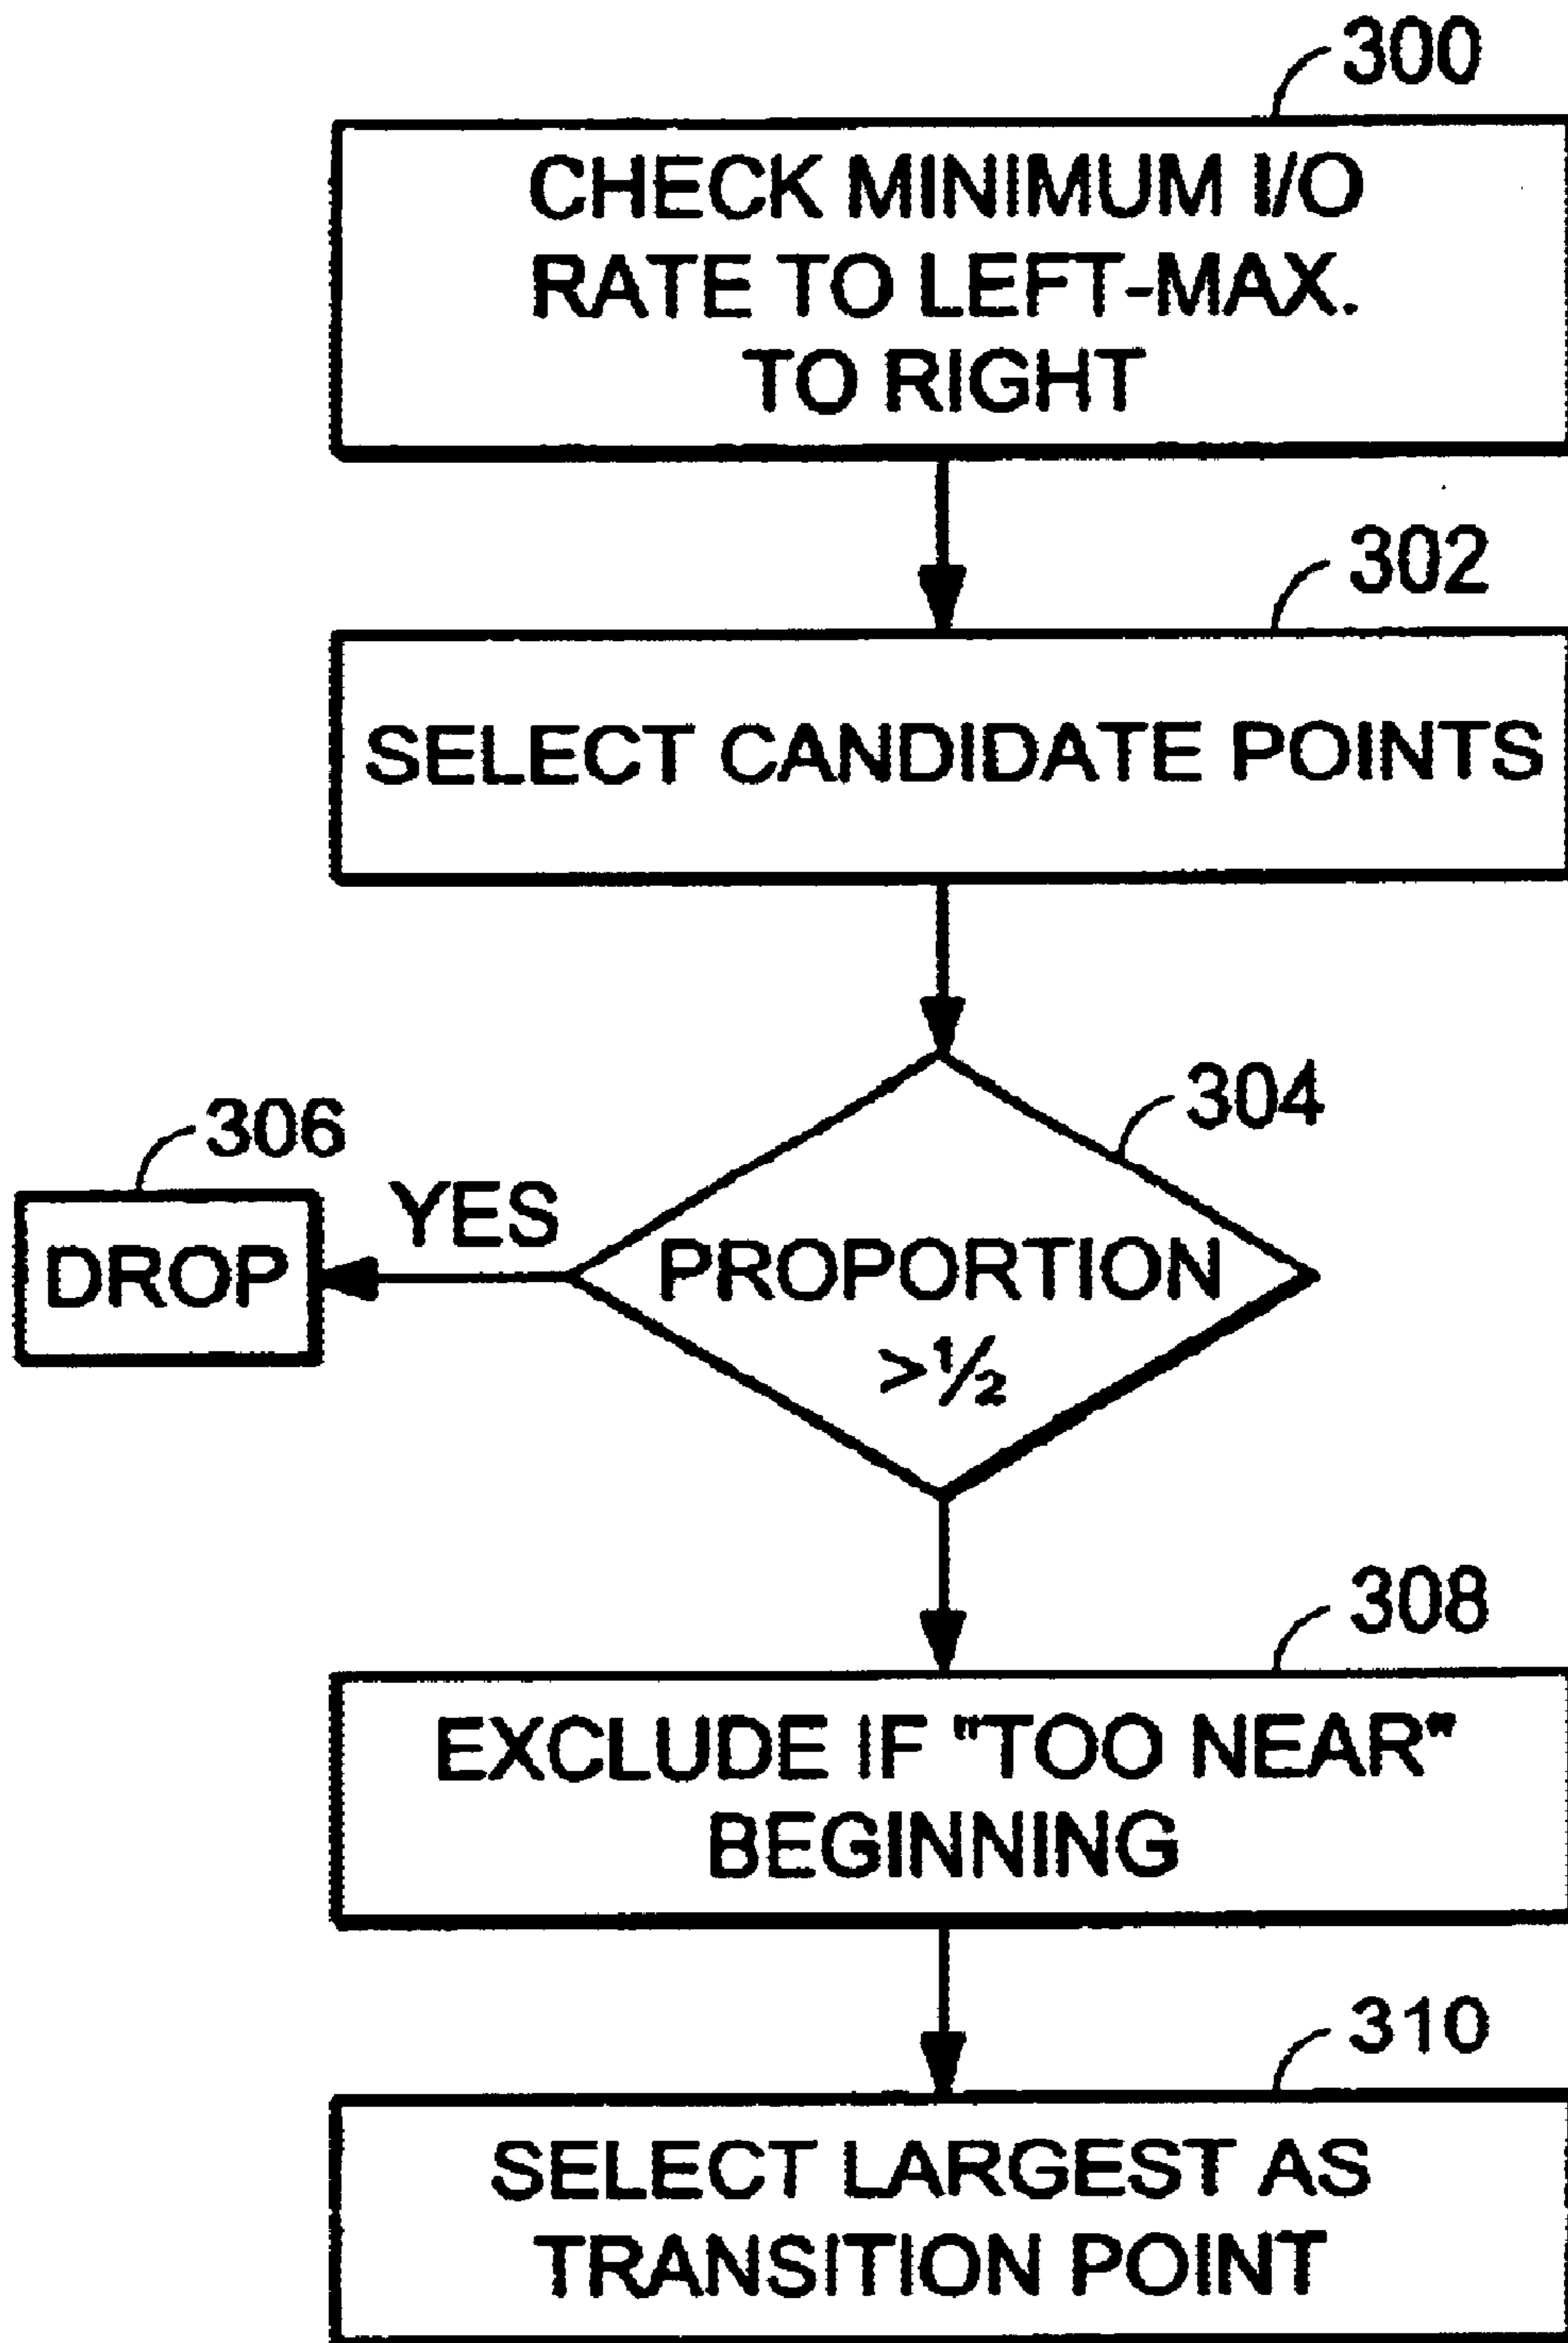 300
CHECK MINIMUM I/O
RATE TO LEFT-MAX.
TO RIGHT
302
SELECT CANDIDATE POINTS
304
PROPORTION
>½
YES
306
DROP
308
EXCLUDE IF "TOO NEAR"
BEGINNING
310
SELECT LARGEST AS
TRANSITION POINT